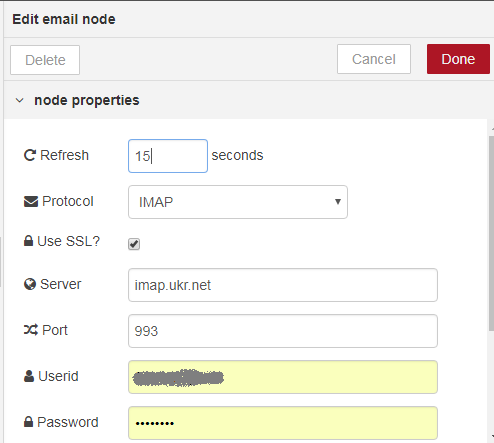 Edit email node
Delete Cancel Done
node properties
Refresh 15 seconds
Protocol IMAP
Use SSL?
Server imap.ukr.net
Port 993
Userid
Password ••••••••